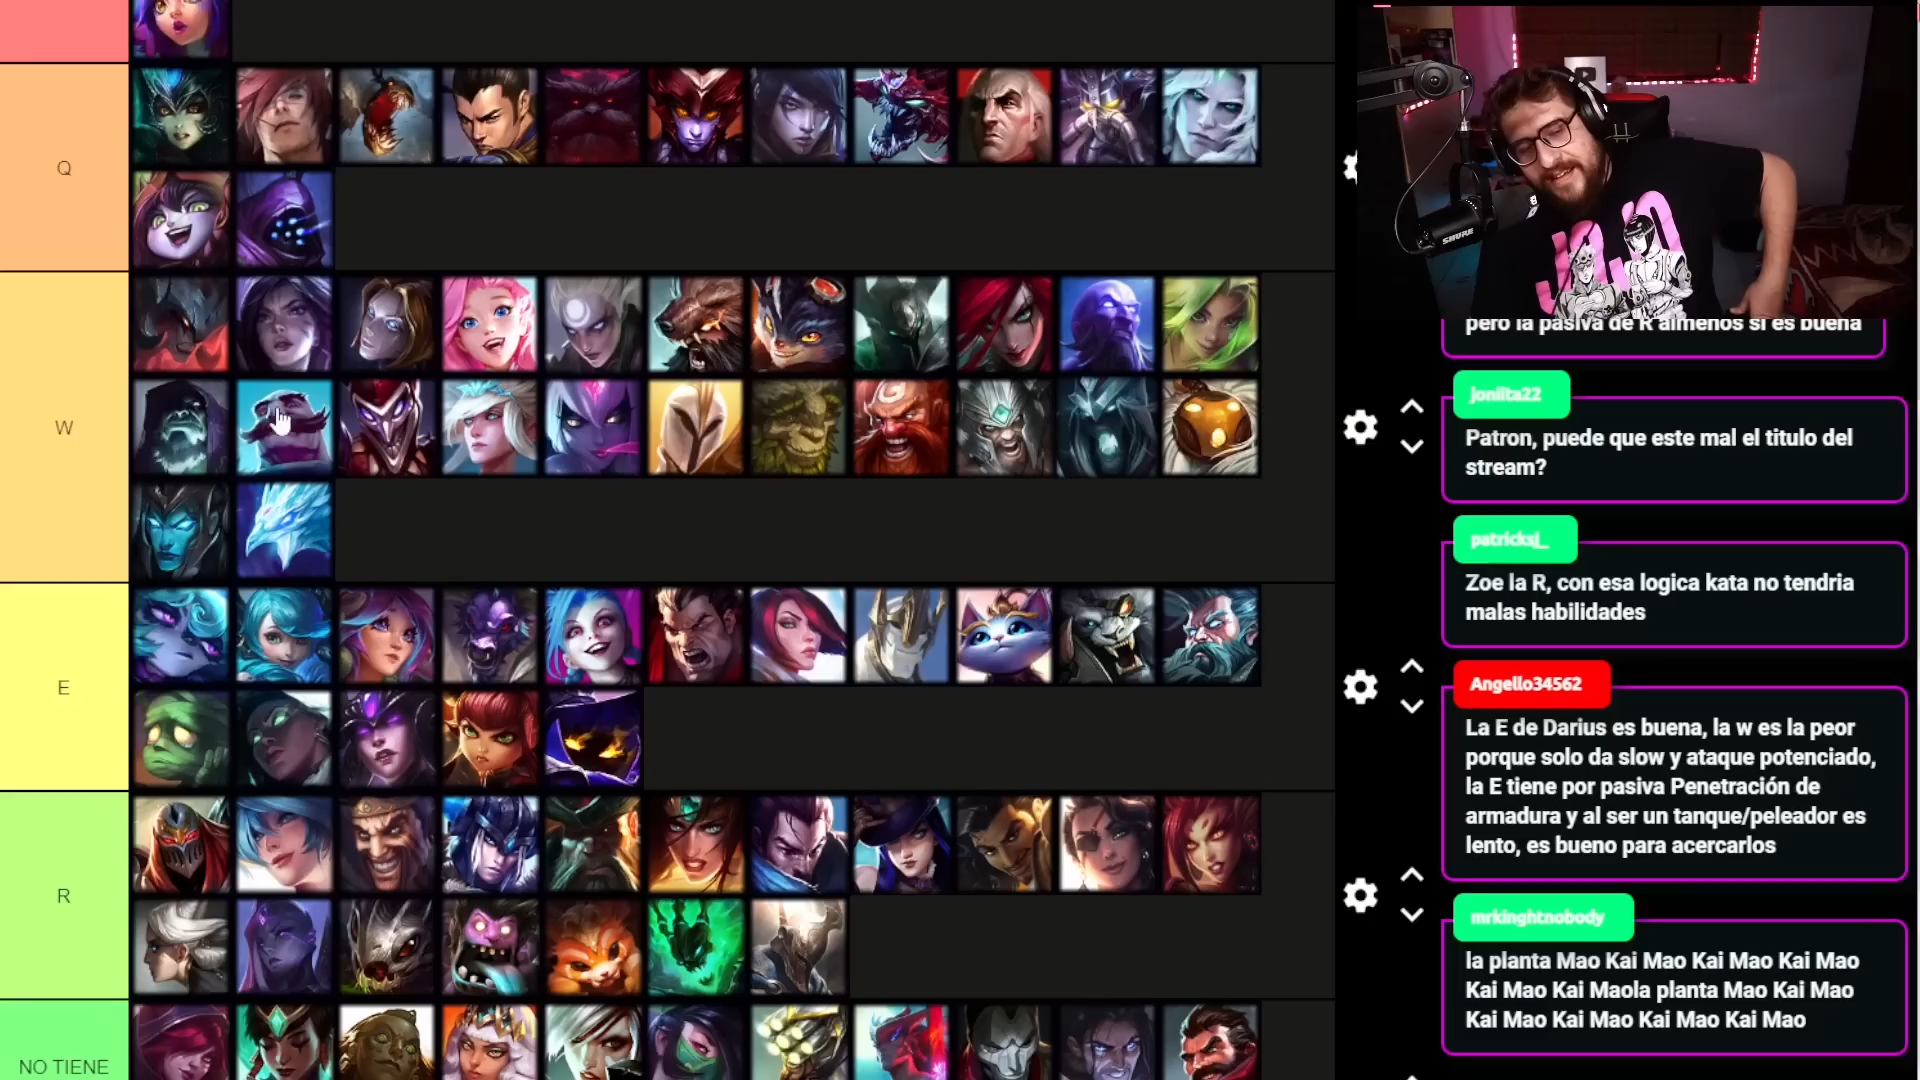 Q
W
E
R
NO TIENE
SHURE
JOJO
pero la pasiva de R almenos si es buena
jonlita22
Patron, puede que este mal el titulo del
stream?
patricksj_
Zoe la R, con esa logica kata no tendria
malas habilidades
Angello34562
La E de Darius es buena, la w es la peor
porque solo da slow y ataque potenciado,
la E tiene por pasiva Penetración de
armadura y al ser un tanque/peleador es
lento, es bueno para acercarlos
mrkinghtnobody
la planta Mao Kai Mao Kai Mao Kai Mao
Kai Mao Kai Maola planta Mao Kai Mao
Kai Mao Kai Mao Kai Mao Kai Mao